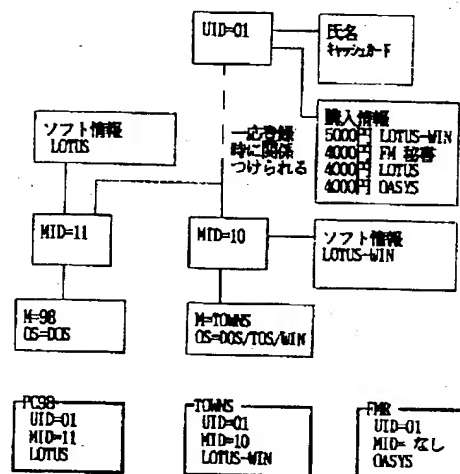 UID=01
氏名
キャッシュカード
購入情報
5000円 LOTUS-WIN
4000円 FM 秘書
4000円 LOTUS
4000円 OASYS
ソフト情報
LOTUS
一応登録
時に関係
つけられる
MID=11
MID=10
ソフト情報
LOTUS-WIN
M=98
OS=DOS
M=TOWNS
OS=DOS/TOS/WIN
PC98
UID=01
MID=11
LOTUS
TOWNS
UID=01
MID=10
LOTUS-WIN
FMR
UID=01
MID= なし
OASYS